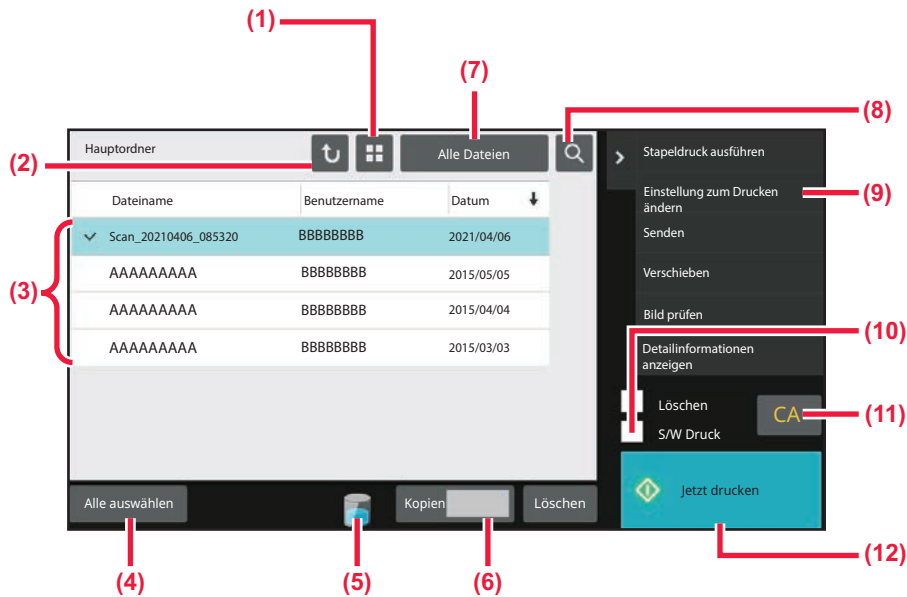 (1)
(7)
(8)
(2)
Hauptordner
Alle Dateien
Dateiname Benutzername Datum
(3)
Scan_20210406_085320 BBBBBBBB 2021/04/06
AAAAAAAAA BBBBBBBB 2015/05/05
AAAAAAAAA BBBBBBBB 2015/04/04
AAAAAAAAA BBBBBBBB 2015/03/03
Alle auswählen
Kopien
Löschen
(4)
(5)
(6)
Stapeldruck ausführen
Einstellung zum Drucken
ändern
(9)
Senden
Verschieben
Bild prüfen
(10)
Detailinformationen
anzeigen
Löschen
S/W Druck
CA
(11)
Jetzt drucken
(12)